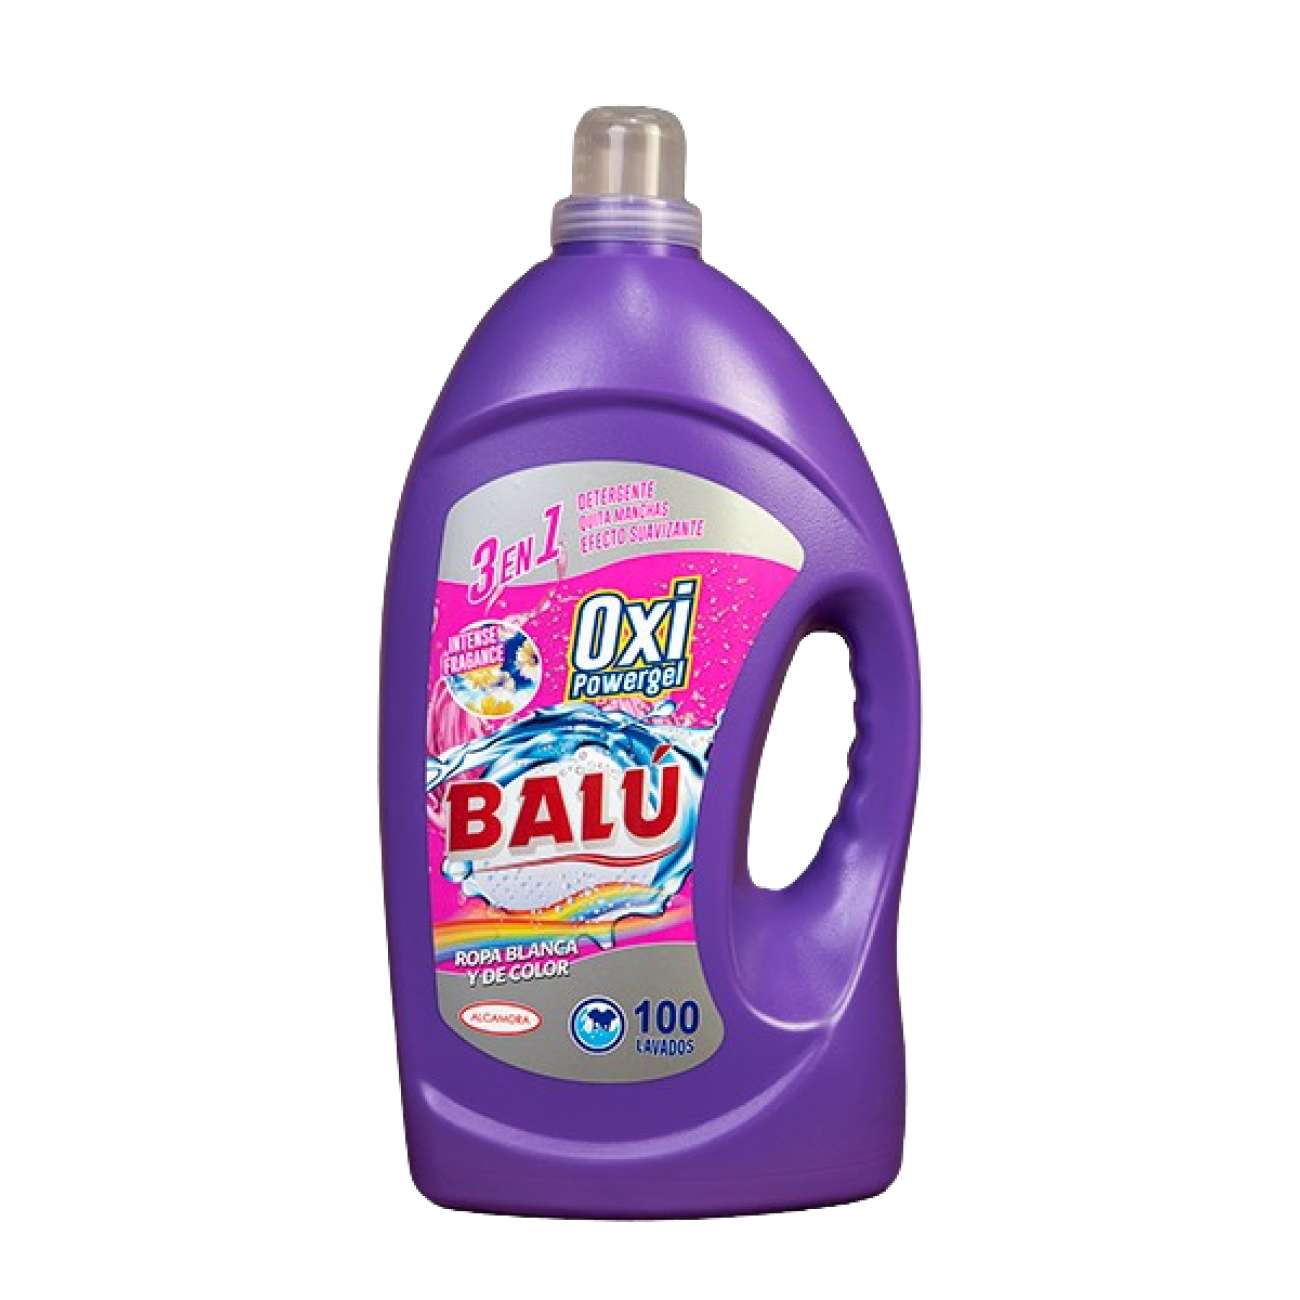 3 EN 1
DETERGENTE
QUITA MANCHAS
EFECTO SUAVIZANTE
Oxi
Powergel
INTENSE
FRAGANCE
BALÚ
ROPA BLANCA
Y DE COLOR
ALCAMORA
100
LAVADOS